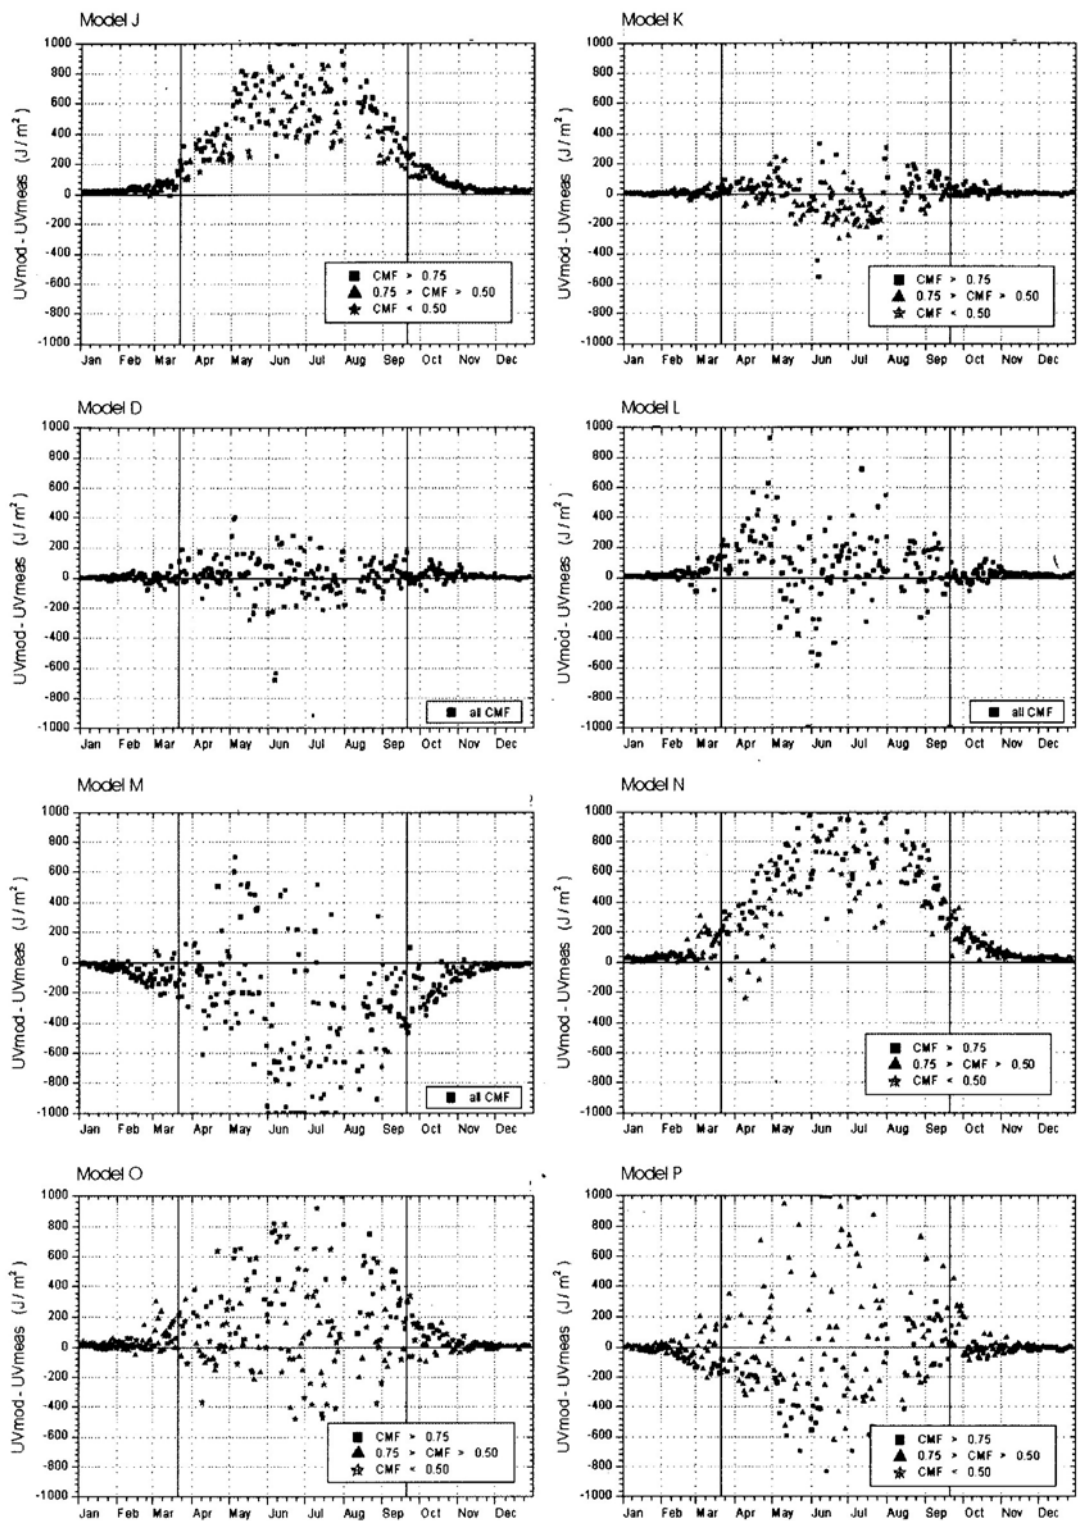 Model J
UVmod - UVmeas (J / m²)
1000
800
600
400
200
0
-200
-400
-600
-800
-1000
■ CMF > 0.75
▲ 0.75 > CMF > 0.50
★ CMF < 0.50
Jan Feb Mar Apr May Jun Jul Aug Sep Oct Nov Dec
Model K
UVmod - UVmeas (J / m²)
1000
800
600
400
200
0
-200
-400
-600
-800
-1000
■ CMF > 0.75
▲ 0.75 > CMF > 0.50
☆ CMF < 0.50
Jan Feb Mar Apr May Jun Jul Aug Sep Oct Nov Dec
Model D
UVmod - UVmeas (J / m²)
1000
800
600
400
200
0
-200
-400
-600
-800
-1000
■ all CMF
Jan Feb Mar Apr May Jun Jul Aug Sep Oct Nov Dec
Model L
UVmod - UVmeas (J / m²)
1000
800
600
400
200
0
-200
-400
-600
-800
-1000
■ all CMF
Jan Feb Mar Apr May Jun Jul Aug Sep Oct Nov Dec
Model M
UVmod - UVmeas (J / m²)
1000
800
600
400
200
0
-200
-400
-600
-800
-1000
■ all CMF
Jan Feb Mar Apr May Jun Jul Aug Sep Oct Nov Dec
Model N
UVmod - UVmeas (J / m²)
1000
800
600
400
200
0
-200
-400
-600
-800
-1000
■ CMF > 0.75
▲ 0.75 > CMF > 0.50
☆ CMF < 0.50
Jan Feb Mar Apr May Jun Jul Aug Sep Oct Nov Dec
Model O
UVmod - UVmeas (J / m²)
1000
800
600
400
200
0
-200
-400
-600
-800
-1000
■ CMF > 0.75
▲ 0.75 > CMF > 0.50
☆ CMF < 0.50
Jan Feb Mar Apr May Jun Jul Aug Sep Oct Nov Dec
Model P
UVmod - UVmeas (J / m²)
1000
800
600
400
200
0
-200
-400
-600
-800
-1000
■ CMF > 0.75
▲ 0.75 > CMF > 0.50
☆ CMF < 0.50
Jan Feb Mar Apr May Jun Jul Aug Sep Oct Nov Dec